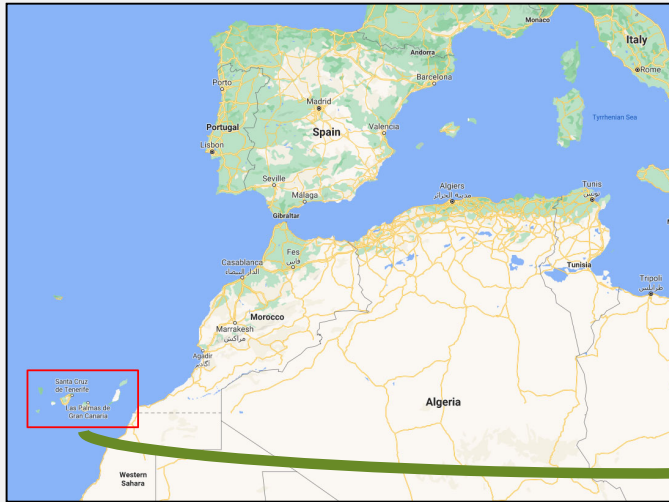 Monaco
Andorra
Italy
Rome
Porto
Barcelona
Madrid
Tyrrhenian Sea
Portugal
Spain
Valencia
Lisbon
Seville
Málaga
Algiers
مدينة الجزائر
Tunis
تونس
Gibraltar
Fes
فاس
Casablanca
الدار البيضاء
Tunisia
Tripoli
طرابلس
Morocco
Marrakesh
مراكش
Agadir
أكادير
Santa Cruz
de Tenerife
Las Palmas de
Gran Canaria
Algeria
Western
Sahara